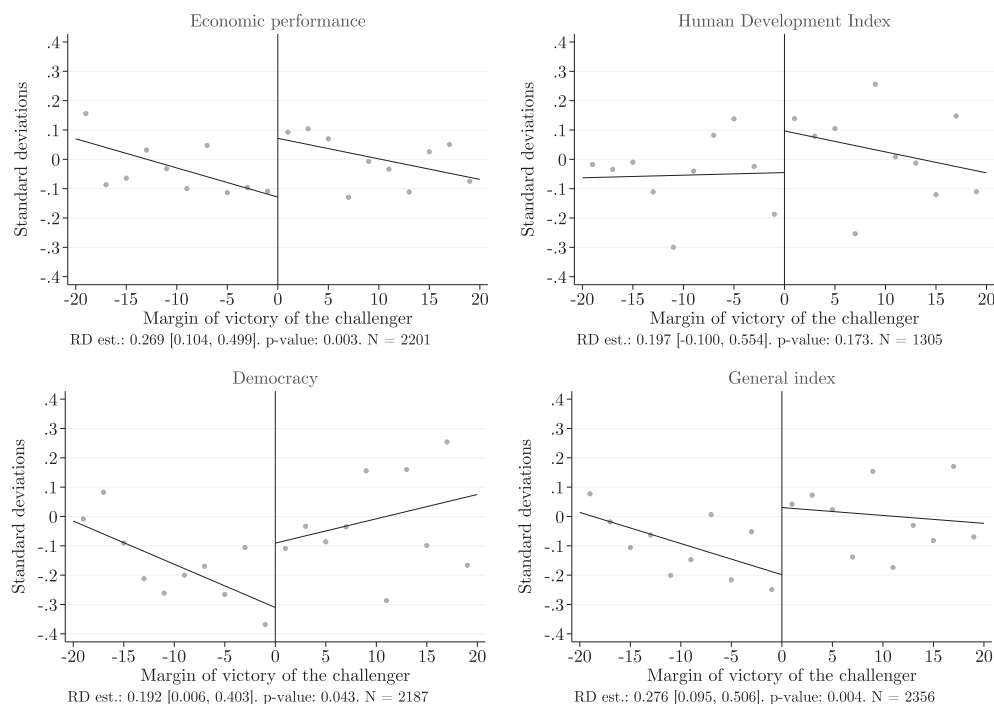 Economic performance
Standard deviations
.4
.3
.2
.1
0
-.1
-.2
-.3
-.4
-20 -15 -10 -5 0 5 10 15 20
Margin of victory of the challenger
RD est.: 0.269 [0.104, 0.499]. p-value: 0.003. N = 2201
Human Development Index
Standard deviations
.4
.3
.2
.1
0
-.1
-.2
-.3
-.4
-20 -15 -10 -5 0 5 10 15 20
Margin of victory of the challenger
RD est.: 0.197 [-0.100, 0.554]. p-value: 0.173. N = 1305
Democracy
Standard deviations
.4
.3
.2
.1
0
-.1
-.2
-.3
-.4
-20 -15 -10 -5 0 5 10 15 20
Margin of victory of the challenger
RD est.: 0.192 [0.006, 0.403]. p-value: 0.043. N = 2187
General index
Standard deviations
.4
.3
.2
.1
0
-.1
-.2
-.3
-.4
-20 -15 -10 -5 0 5 10 15 20
Margin of victory of the challenger
RD est.: 0.276 [0.095, 0.506]. p-value: 0.004. N = 2356